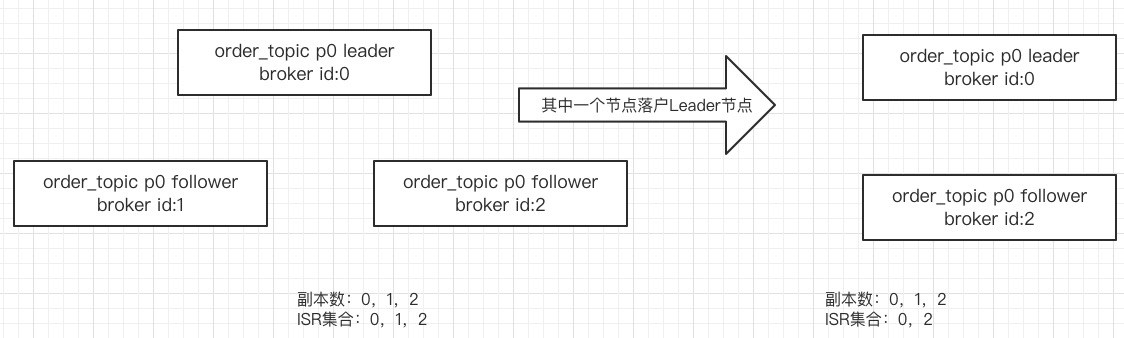 order_topic p0 leader
broker id:0
order_topic p0 follower
broker id:1
order_topic p0 follower
broker id:2
副本数：0，1，2
ISR集合：0，1，2
其中一个节点落户Leader节点
order_topic p0 leader
broker id:0
order_topic p0 follower
broker id:2
副本数：0，1，2
ISR集合：0，2